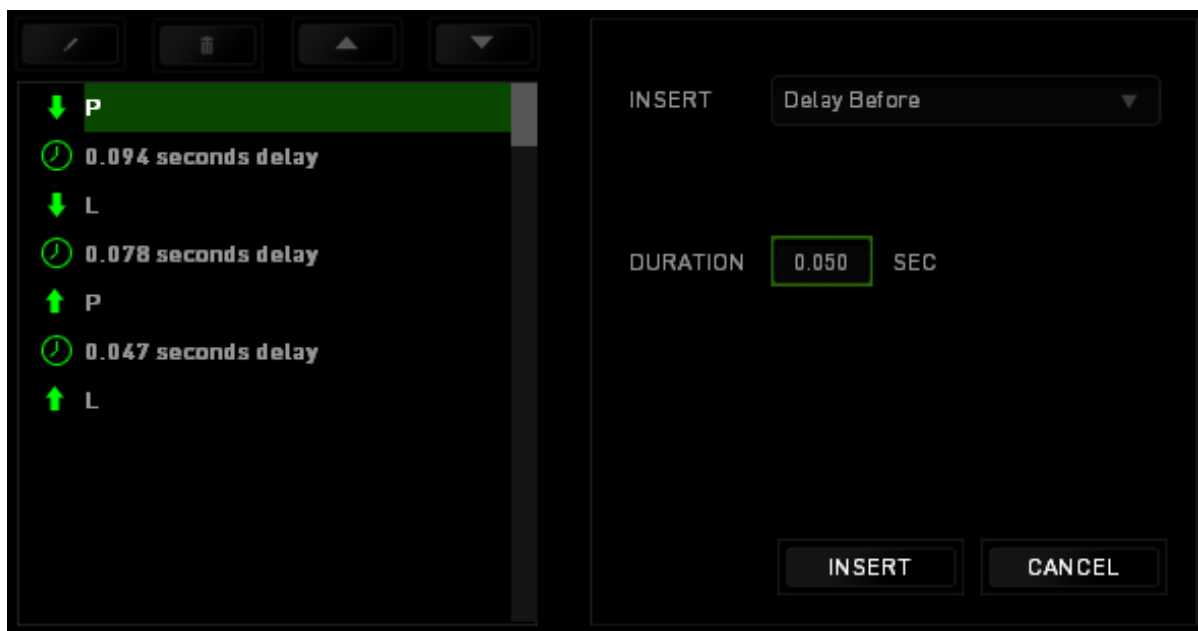 P
0.094 seconds delay
L
0.078 seconds delay
P
0.047 seconds delay
L
INSERT Delay Before
DURATION 0.050 SEC
INSERT CANCEL